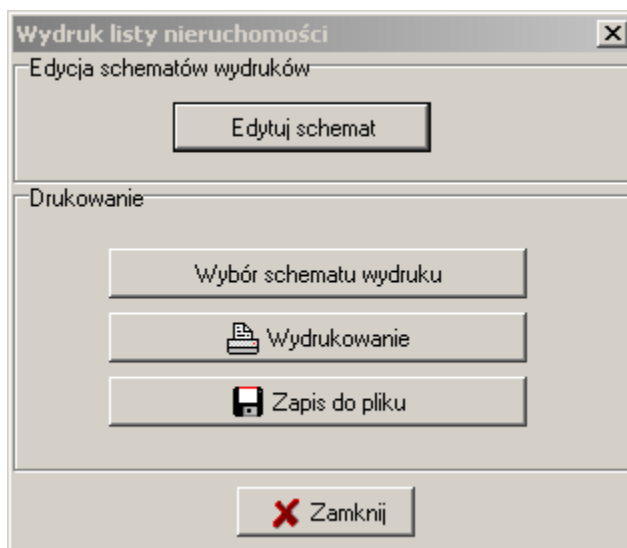 Wydruk listy nieruchomości
Edycja schematów wydruków
Edytuj schemat
Drukowanie
Wybór schematu wydruku
Wydrukowanie
Zapis do pliku
Zamknij